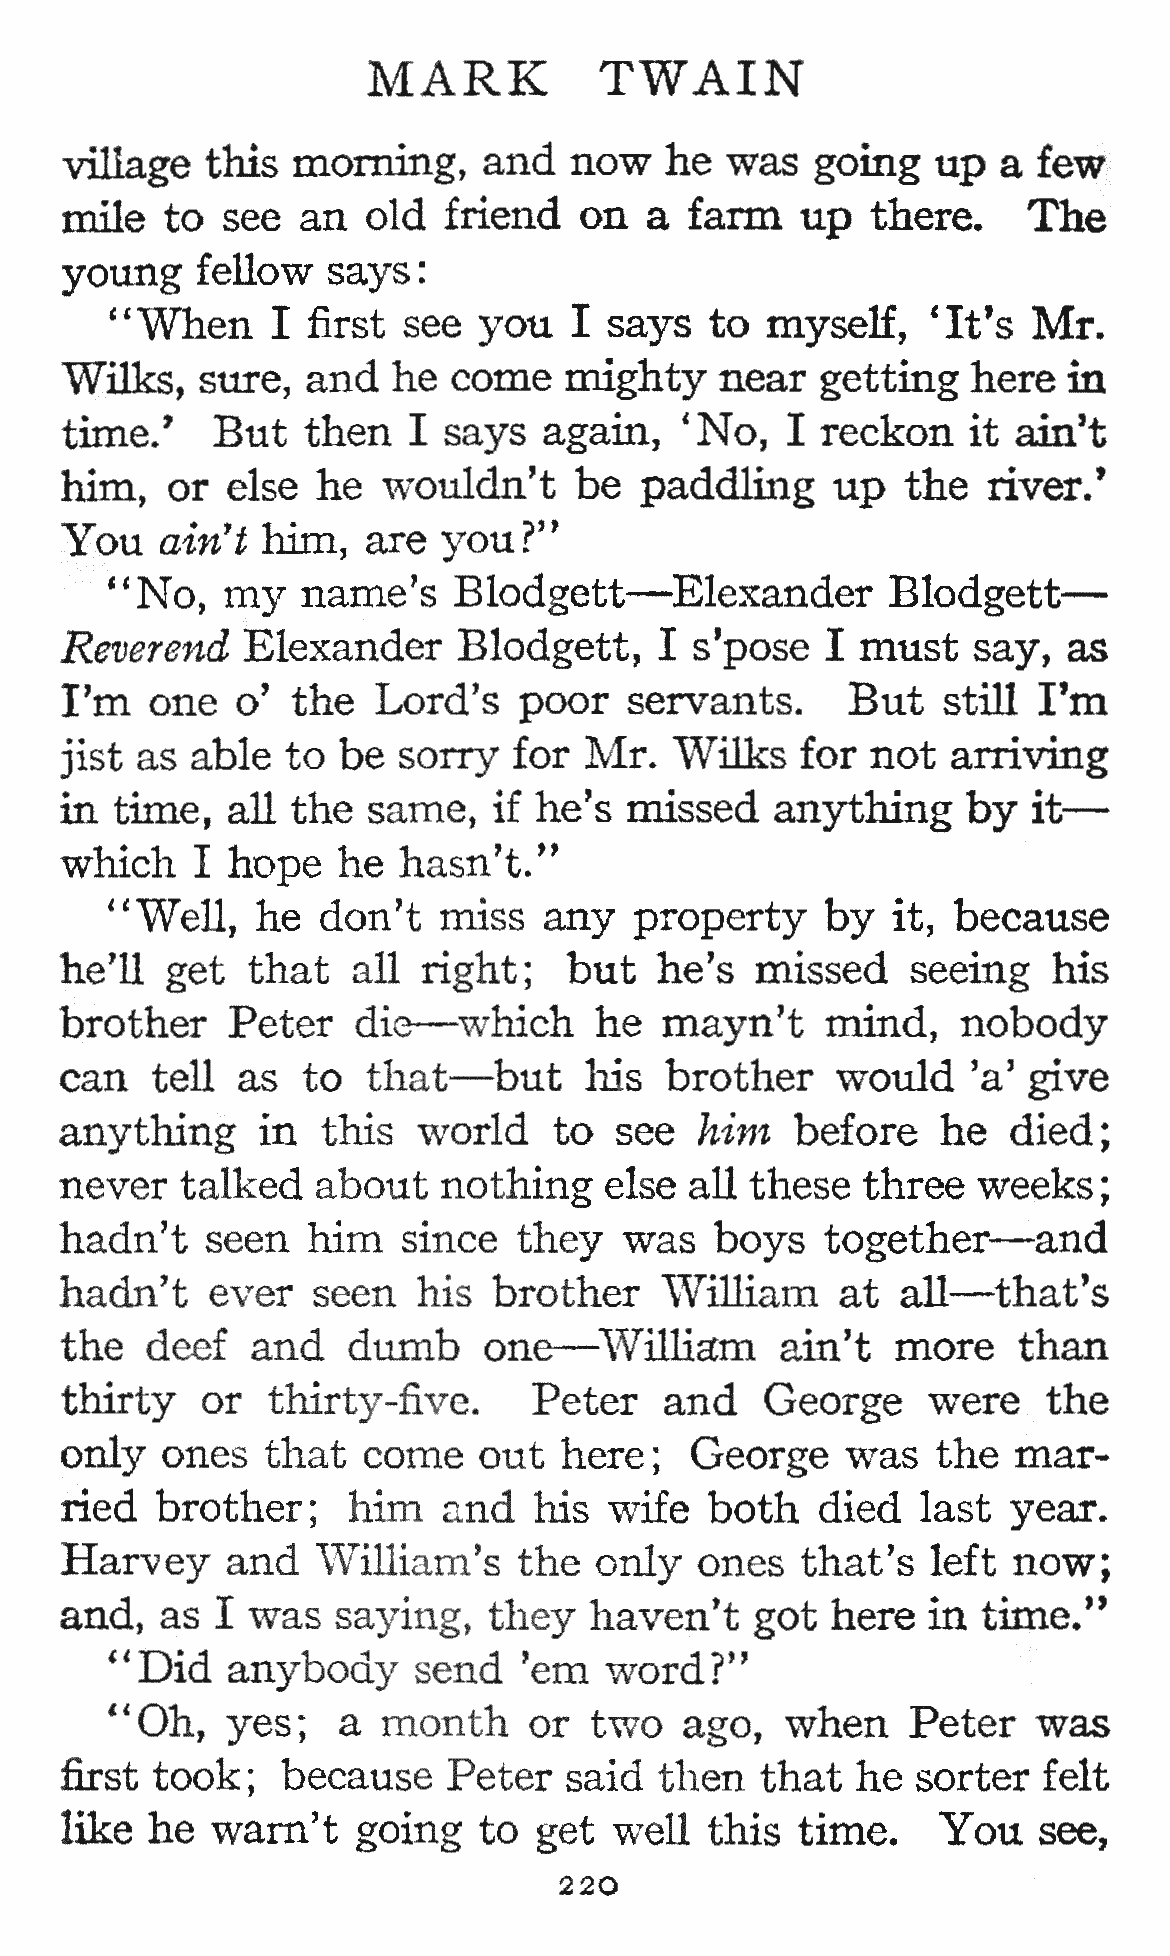 MARK TWAIN
village this morning, and now he was going up a few
mile to see an old friend on a farm up there. The
young fellow says:
“When I first see you I says to myself, ‘It’s Mr.
Wilks, sure, and he come mighty near getting here in
time.’ But then I says again, ‘No, I reckon it ain’t
him, or else he wouldn’t be paddling up the river.’
You ain’t him, are you?”
“No, my name’s Blodgett—Elexander Blodgett—
Reverend Elexander Blodgett, I s’pose I must say, as
I’m one o’ the Lord’s poor servants. But still I’m
jist as able to be sorry for Mr. Wilks for not arriving
in time, all the same, if he’s missed anything by it—
which I hope he hasn’t.”
“Well, he don’t miss any property by it, because
he’ll get that all right; but he’s missed seeing his
brother Peter die—which he mayn’t mind, nobody
can tell as to that—but his brother would ’a’ give
anything in this world to see him before he died;
never talked about nothing else all these three weeks;
hadn’t seen him since they was boys together—and
hadn’t ever seen his brother William at all—that’s
the deef and dumb one—William ain’t more than
thirty or thirty-five. Peter and George were the
only ones that come out here; George was the mar-
ried brother; him and his wife both died last year.
Harvey and William’s the only ones that’s left now;
and, as I was saying, they haven’t got here in time.”
“Did anybody send ’em word?”
“Oh, yes; a month or two ago, when Peter was
first took; because Peter said then that he sorter felt
like he warn’t going to get well this time. You see,
220